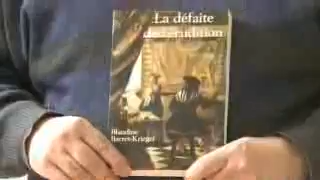 La défaite
de l'érudition
Blandine
Barret-Kriegel